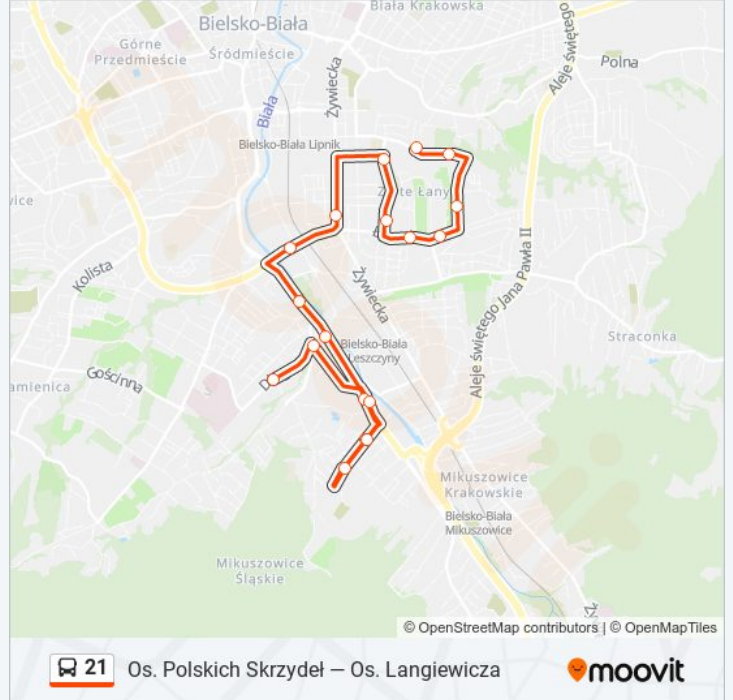 Biała Krakowska
Bielsko-Biała
Górne
Przedmieście
Śródmieście
Aleje świętego
Polna
Żywiecka
Biała
Bielsko-Biała Lipnik
te Łany
Kolista
Żywiecka
Aleje świętego Jana Pawła II
Bielsko-Biała
Leszczyny
Straconka
amienica
Gościnna
Mikuszowice
Krakowskie
Bielsko-Biała
Mikuszowice
Mikuszowice
Śląskie
© OpenStreetMap contributors | © OpenMapTiles
21 Os. Polskich Skrzydeł — Os. Langiewicza
moovit